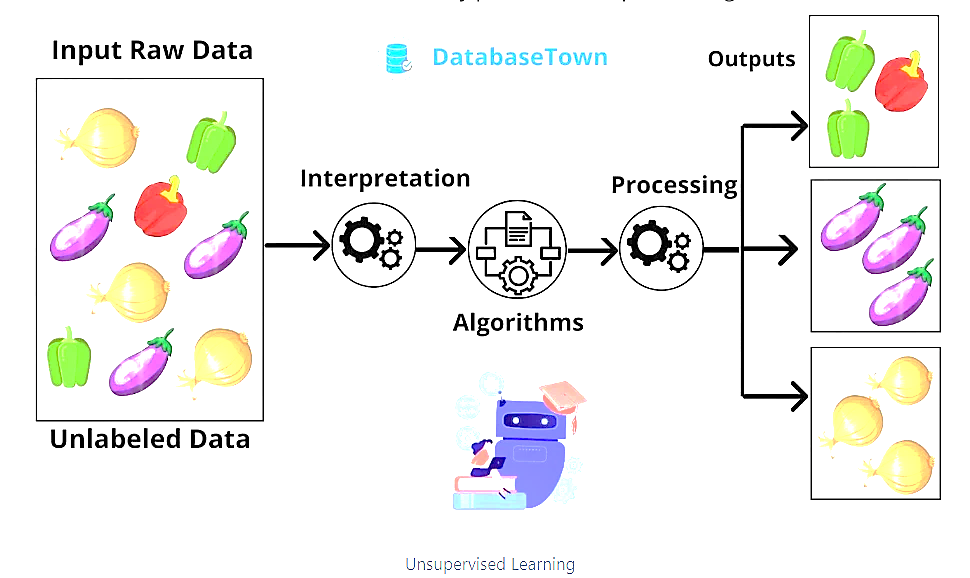 Input Raw Data
DatabaseTown
Outputs
Interpretation
Processing
Algorithms
Unlabeled Data
Unsupervised Learning